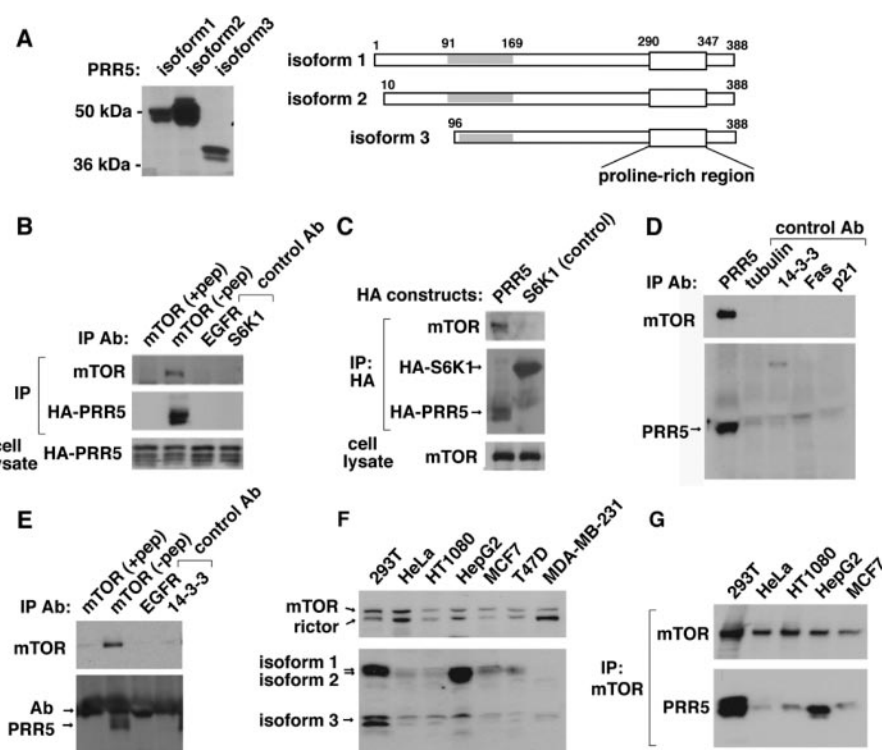 A
PRR5:
isoform1
isoform2
isoform3
50 kDa -
36 kDa -
1 91 169 290 347 388
isoform 1
10 388
isoform 2
96 388
isoform 3
proline-rich region
B
control Ab
IP Ab:
mTOR (+pep)
mTOR (-pep)
EGFR
S6K1
IP
mTOR
HA-PRR5
cell
lysate
HA-PRR5
C
HA constructs:
PRR5
S6K1 (control)
IP:
HA
mTOR
HA-S6K1→
HA-PRR5→
cell
lysate
mTOR
D
control Ab
IP Ab:
PRR5
tubulin
14-3-3
Fas
p21
mTOR
PRR5→
E
control Ab
IP Ab:
mTOR (+pep)
mTOR (-pep)
EGFR
14-3-3
mTOR
Ab
PRR5
F
293T
HeLa
HT1080
HepG2
MCF7
T47D
MDA-MB-231
mTOR
rictor
isoform 1
isoform 2
isoform 3
G
293T
HeLa
HT1080
HepG2
MCF7
IP:
mTOR
mTOR
PRR5